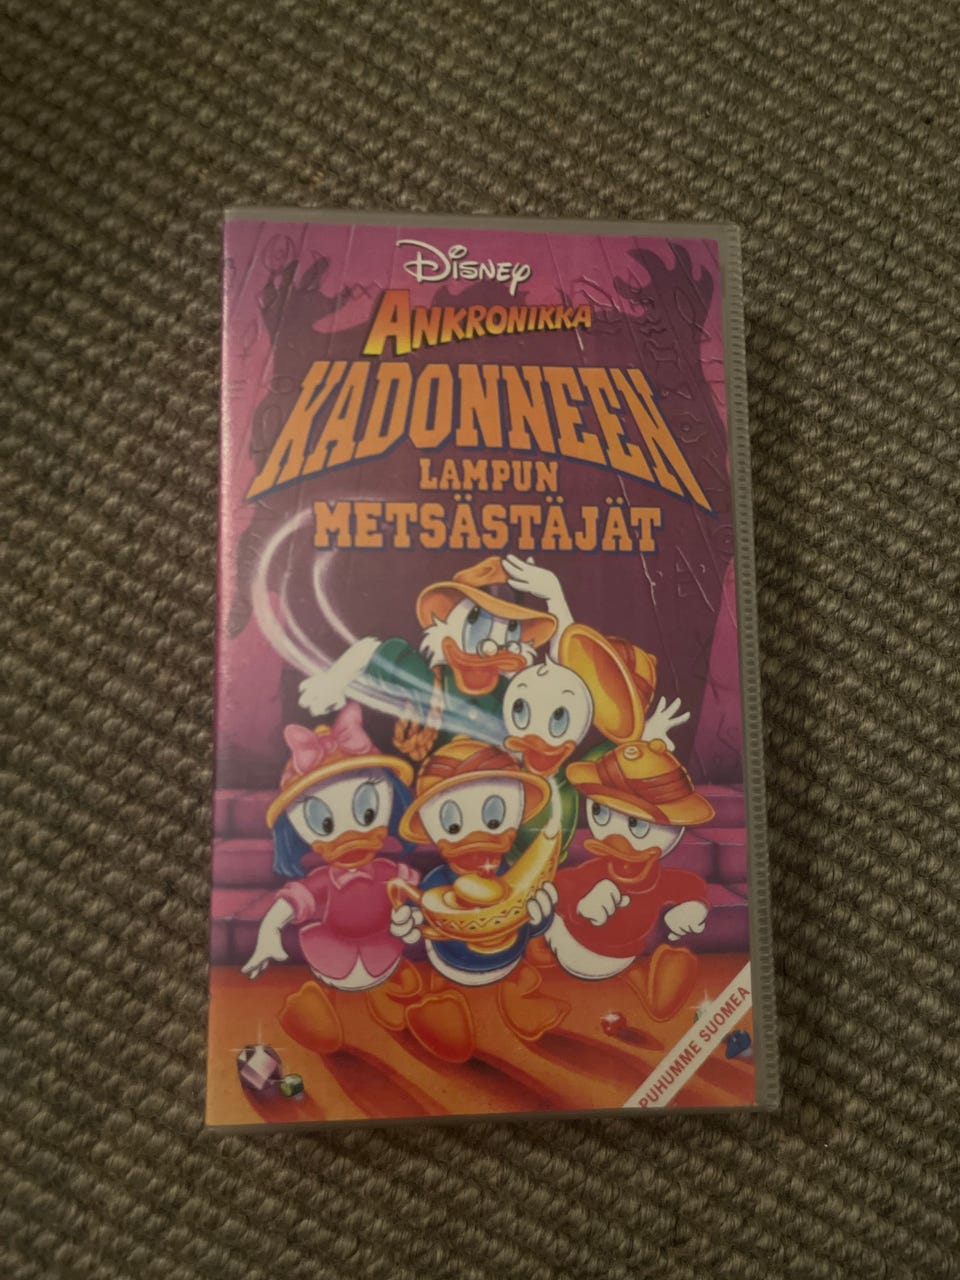 Disney
ANKRONIKKA
KADONNEEN
LAMPUN
METSÄSTÄJÄT
PUHUMME SUOMEA